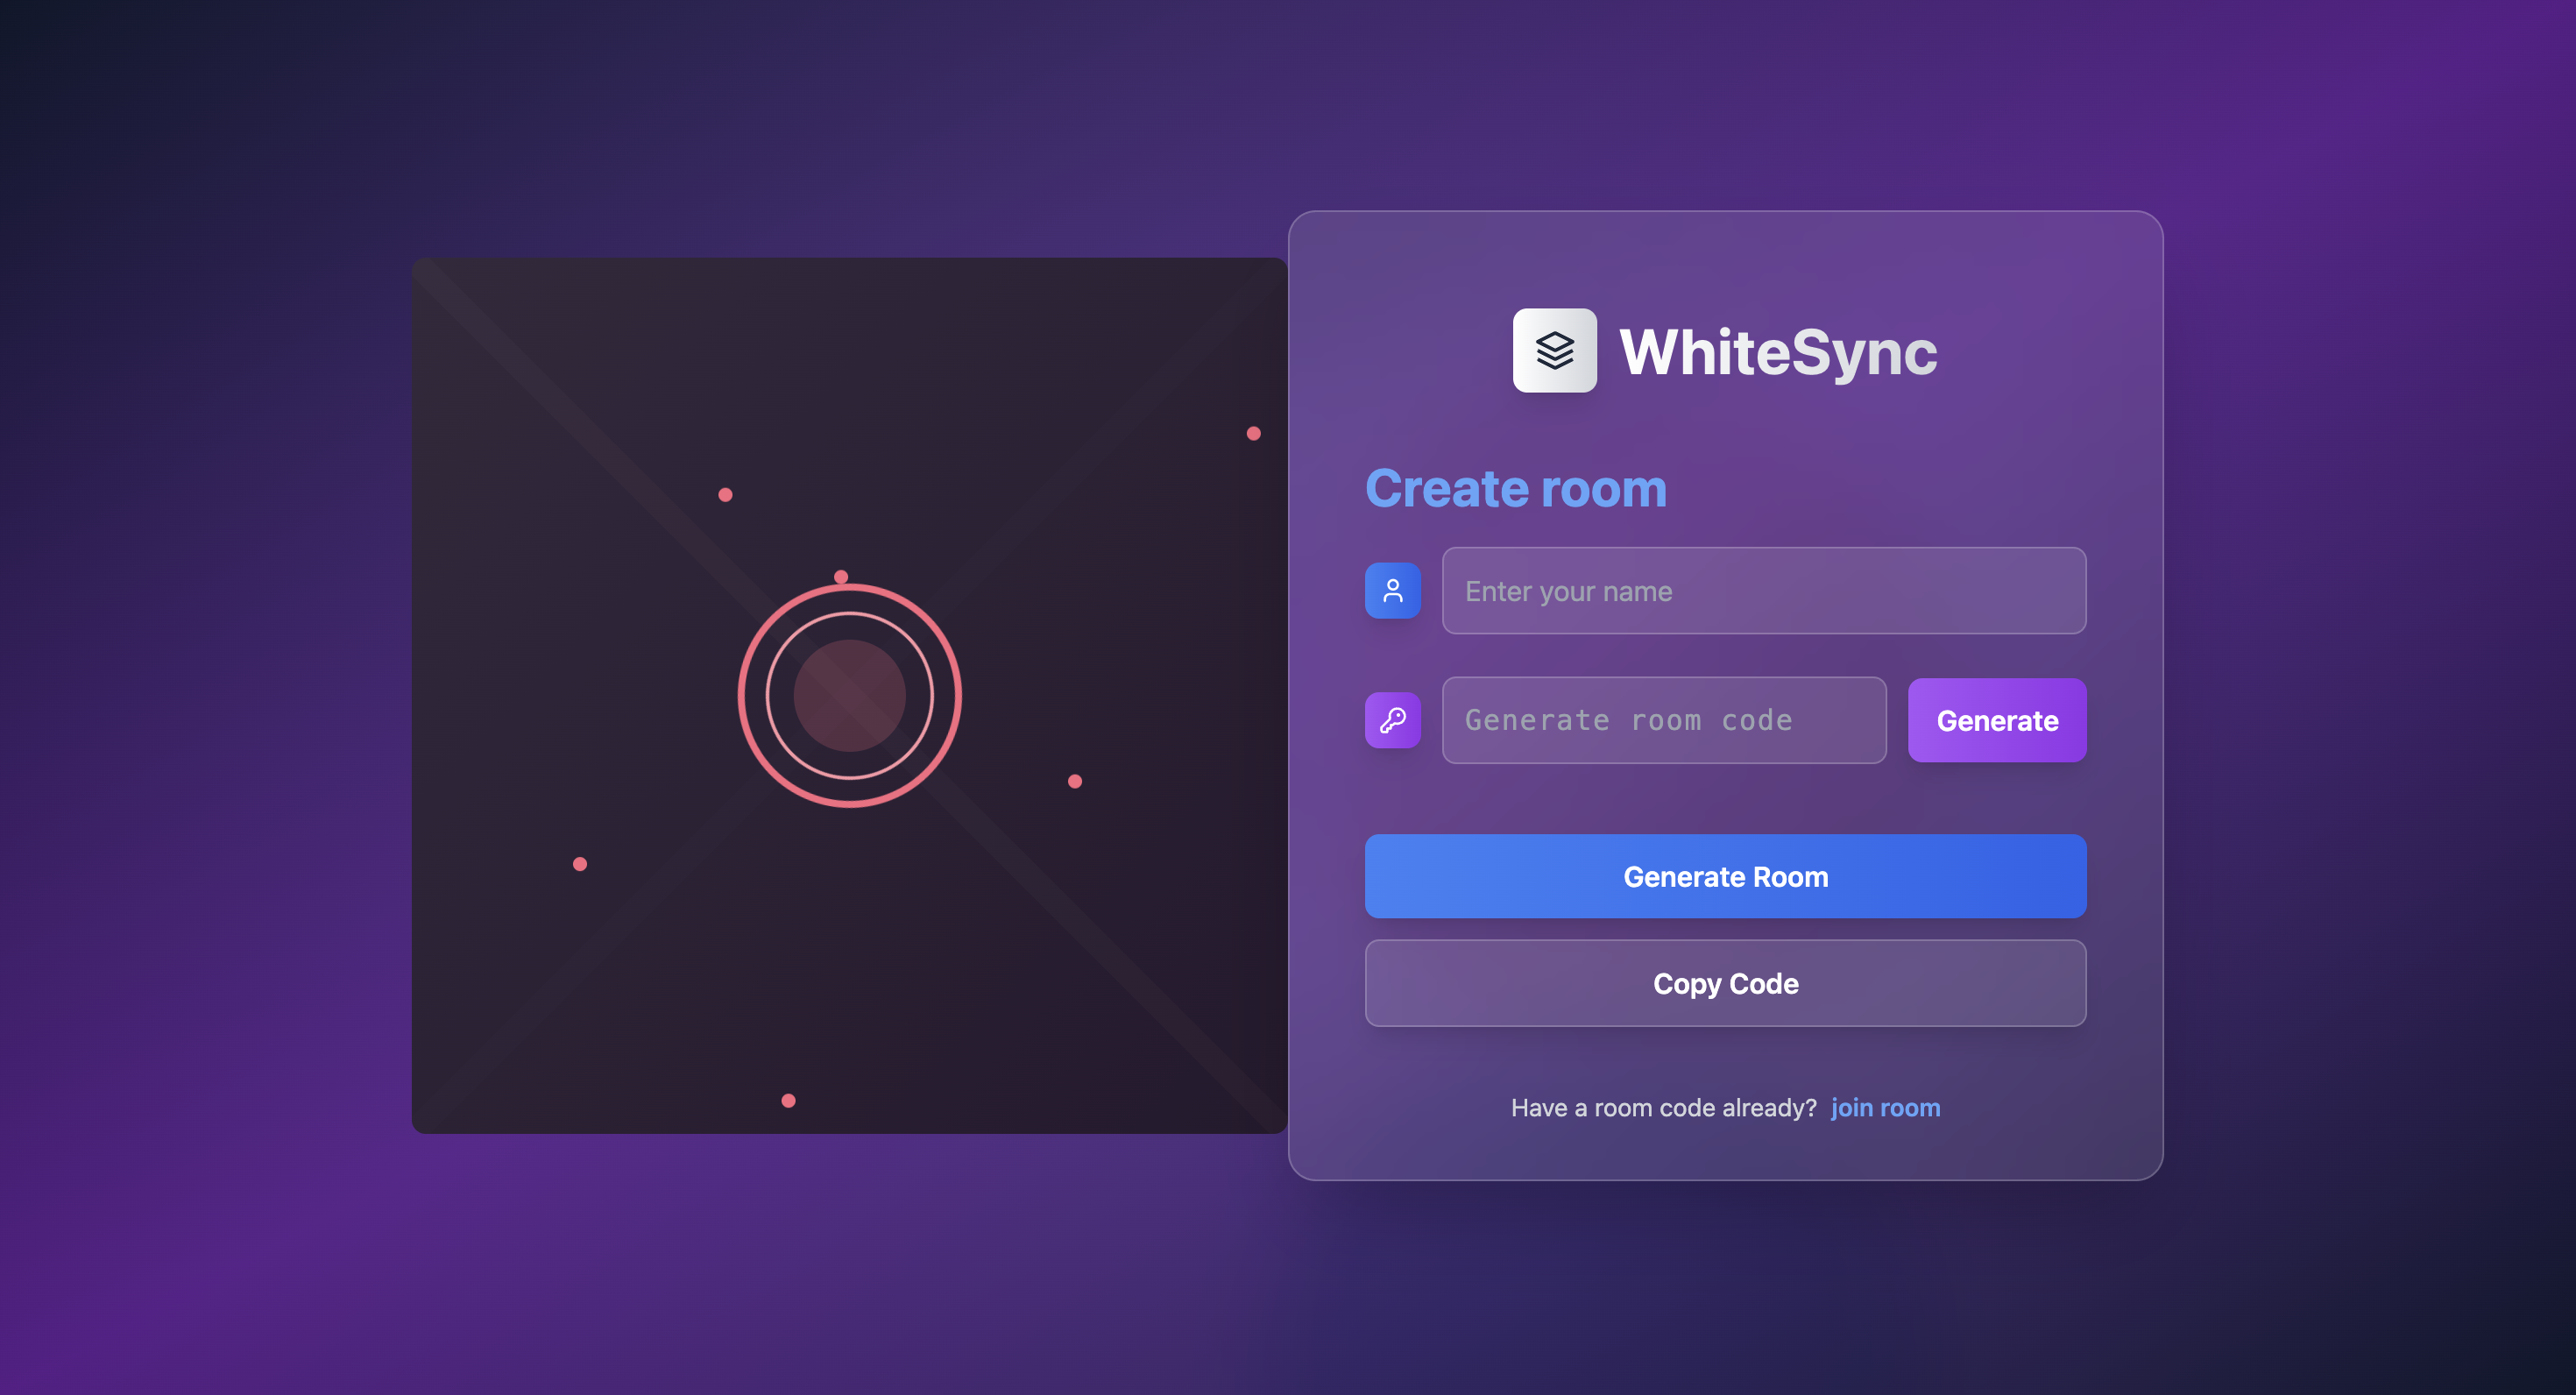 WhiteSync
Create room
Enter your name
Generate room code
Generate
Generate Room
Copy Code
Have a room code already? join room